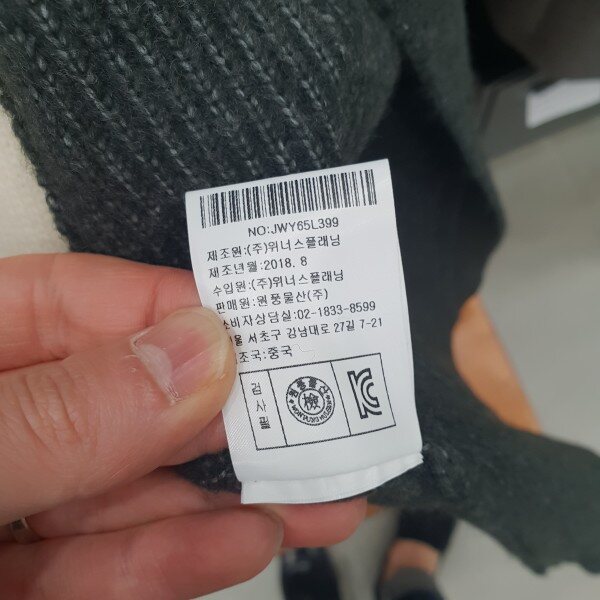 NO:JWY65L399
제조원:(주)위너스플래닝
제조년월:2018. 8
수입원:(주)위너스플래닝
판매원:원풍물산(주)
소비자상담실:02-1833-8599
서초구 강남대로 27길 7-21
조국:중국
검사필
檢